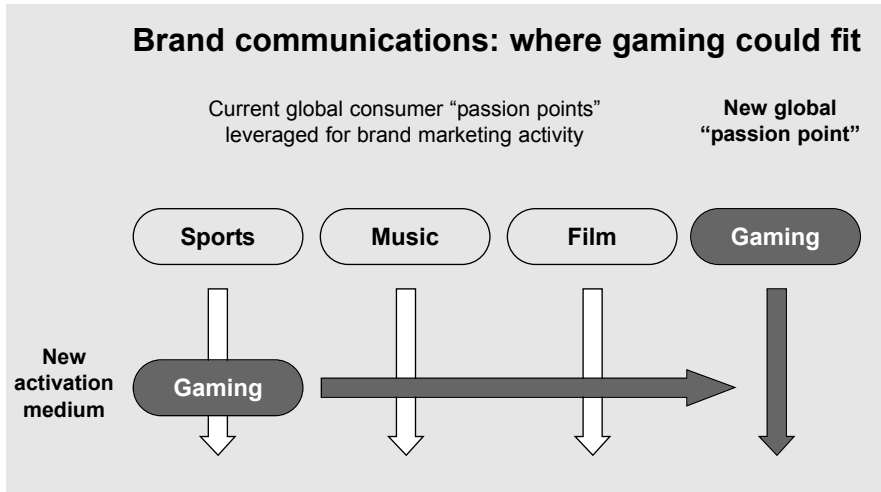 Brand communications: where gaming could fit
Current global consumer “passion points”
leveraged for brand marketing activity
New global
“passion point”
Sports
Music
Film
Gaming
New
activation
medium
Gaming